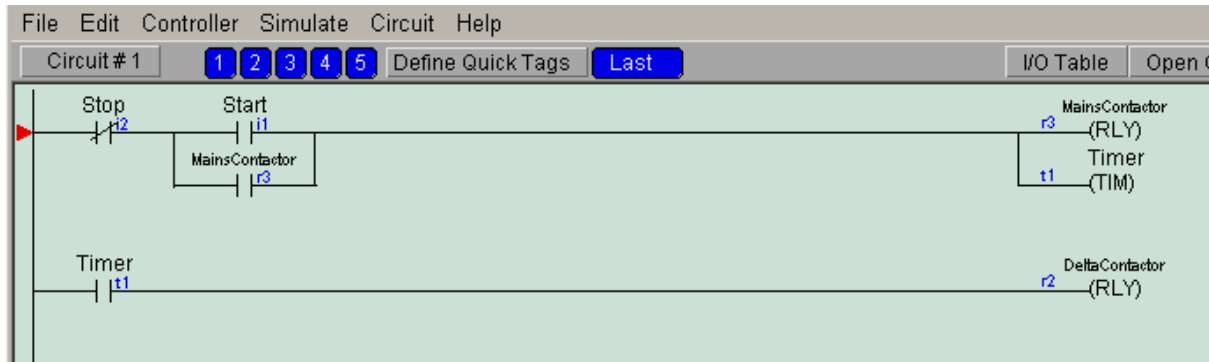 File Edit Controller Simulate Circuit Help
Circuit # 1 1 2 3 4 5 Define Quick Tags Last I/O Table Open
Stop Start MainsContactor
i2 i1 r3 (RLY)
MainsContactor Timer
r3 t1 (TIM)
Timer DeltaContactor
t1 r2 (RLY)